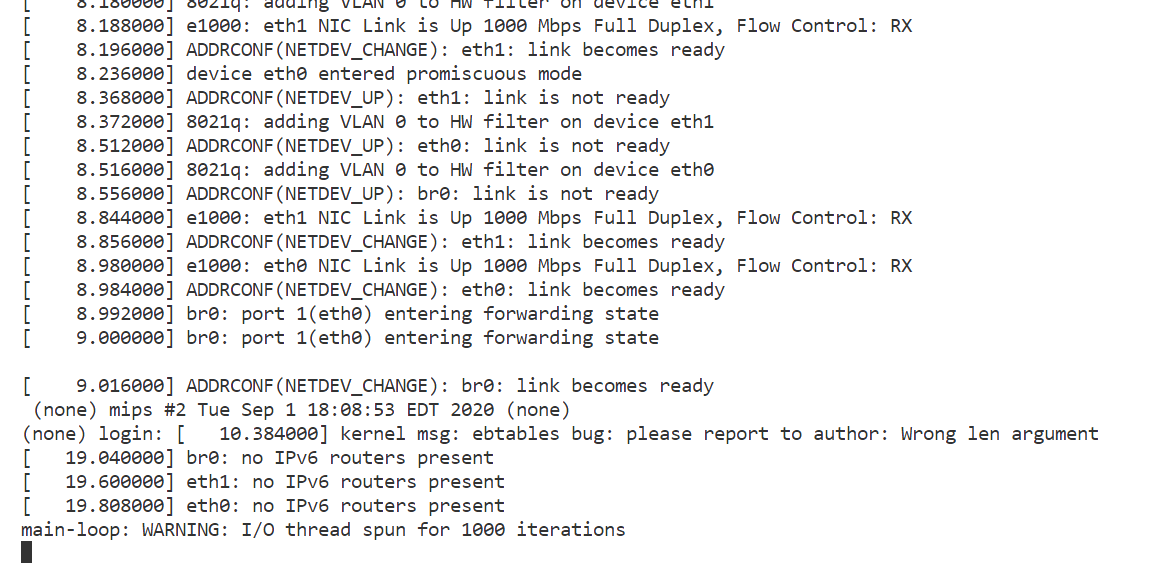 [    8.180000] 8021q: adding VLAN 0 to HW filter on device eth1
[    8.188000] e1000: eth1 NIC Link is Up 1000 Mbps Full Duplex, Flow Control: RX
[    8.196000] ADDRCONF(NETDEV_CHANGE): eth1: link becomes ready
[    8.236000] device eth0 entered promiscuous mode
[    8.368000] ADDRCONF(NETDEV_UP): eth1: link is not ready
[    8.372000] 8021q: adding VLAN 0 to HW filter on device eth1
[    8.512000] ADDRCONF(NETDEV_UP): eth0: link is not ready
[    8.516000] 8021q: adding VLAN 0 to HW filter on device eth0
[    8.556000] ADDRCONF(NETDEV_UP): br0: link is not ready
[    8.844000] e1000: eth1 NIC Link is Up 1000 Mbps Full Duplex, Flow Control: RX
[    8.856000] ADDRCONF(NETDEV_CHANGE): eth1: link becomes ready
[    8.980000] e1000: eth0 NIC Link is Up 1000 Mbps Full Duplex, Flow Control: RX
[    8.984000] ADDRCONF(NETDEV_CHANGE): eth0: link becomes ready
[    8.992000] br0: port 1(eth0) entering forwarding state
[    9.000000] br0: port 1(eth0) entering forwarding state
[    9.016000] ADDRCONF(NETDEV_CHANGE): br0: link becomes ready
 (none) mips #2 Tue Sep 1 18:08:53 EDT 2020 (none)
(none) login: [   10.384000] kernel msg: ebtables bug: please report to author: Wrong len argument
[   19.040000] br0: no IPv6 routers present
[   19.600000] eth1: no IPv6 routers present
[   19.808000] eth0: no IPv6 routers present
main-loop: WARNING: I/O thread spun for 1000 iterations